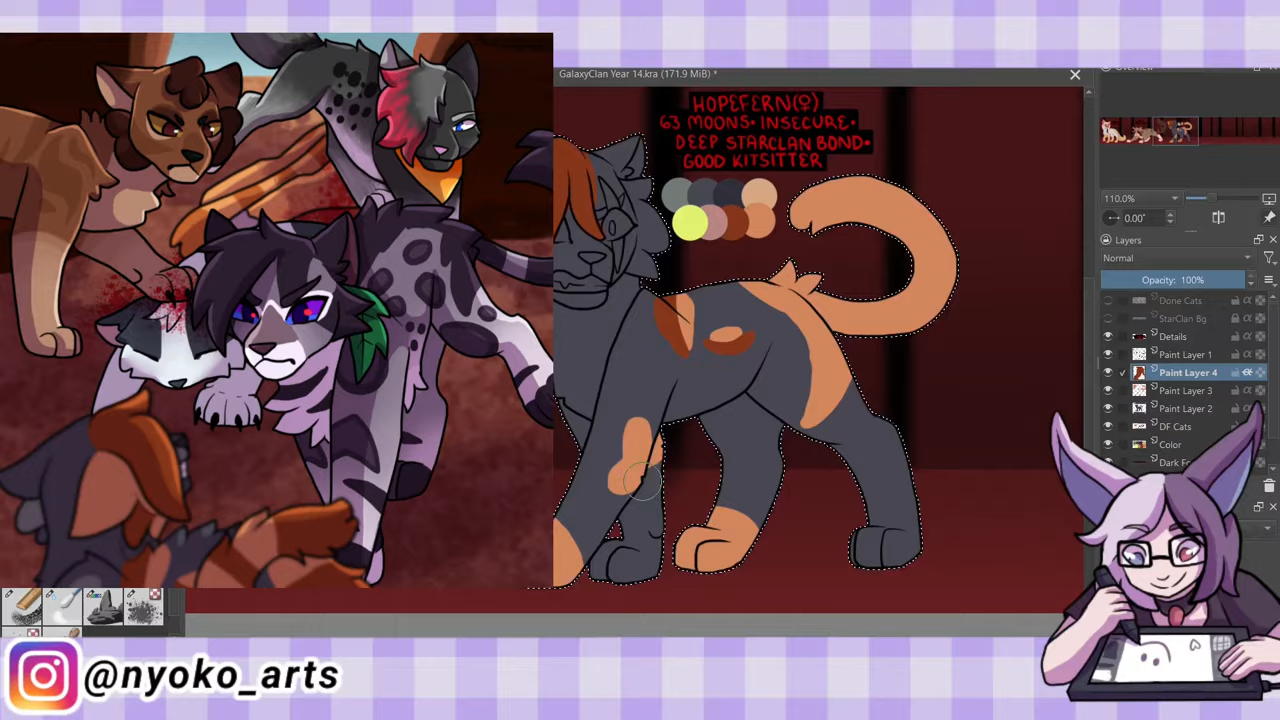 GalaxyClan Year 14.kra (171.9 MiB) *
HOPEFERN(♀)
63 MOONS• INSECURE•
DEEP STARCLAN BOND•
GOOD KITSITTER
110.0%
0.00°
Layers
Normal
Opacity: 100%
Done Cats
StarClan Bg
Details
Paint Layer 1
Paint Layer 4
Paint Layer 3
Paint Layer 2
DF Cats
Color
Dark
@nyoko_arts